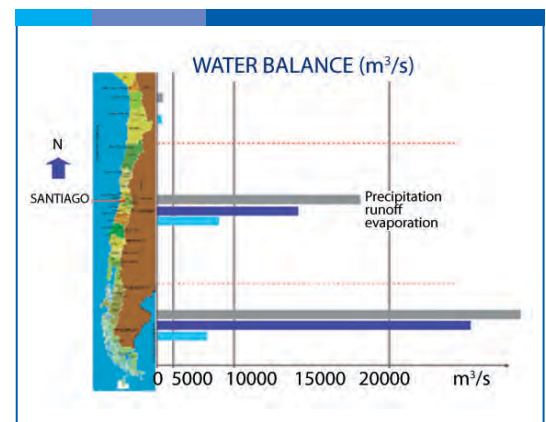 WATER BALANCE (m³/s)
N
SANTIAGO
Precipitation
runoff
evaporation
0 5000 10000 15000 20000 m³/s